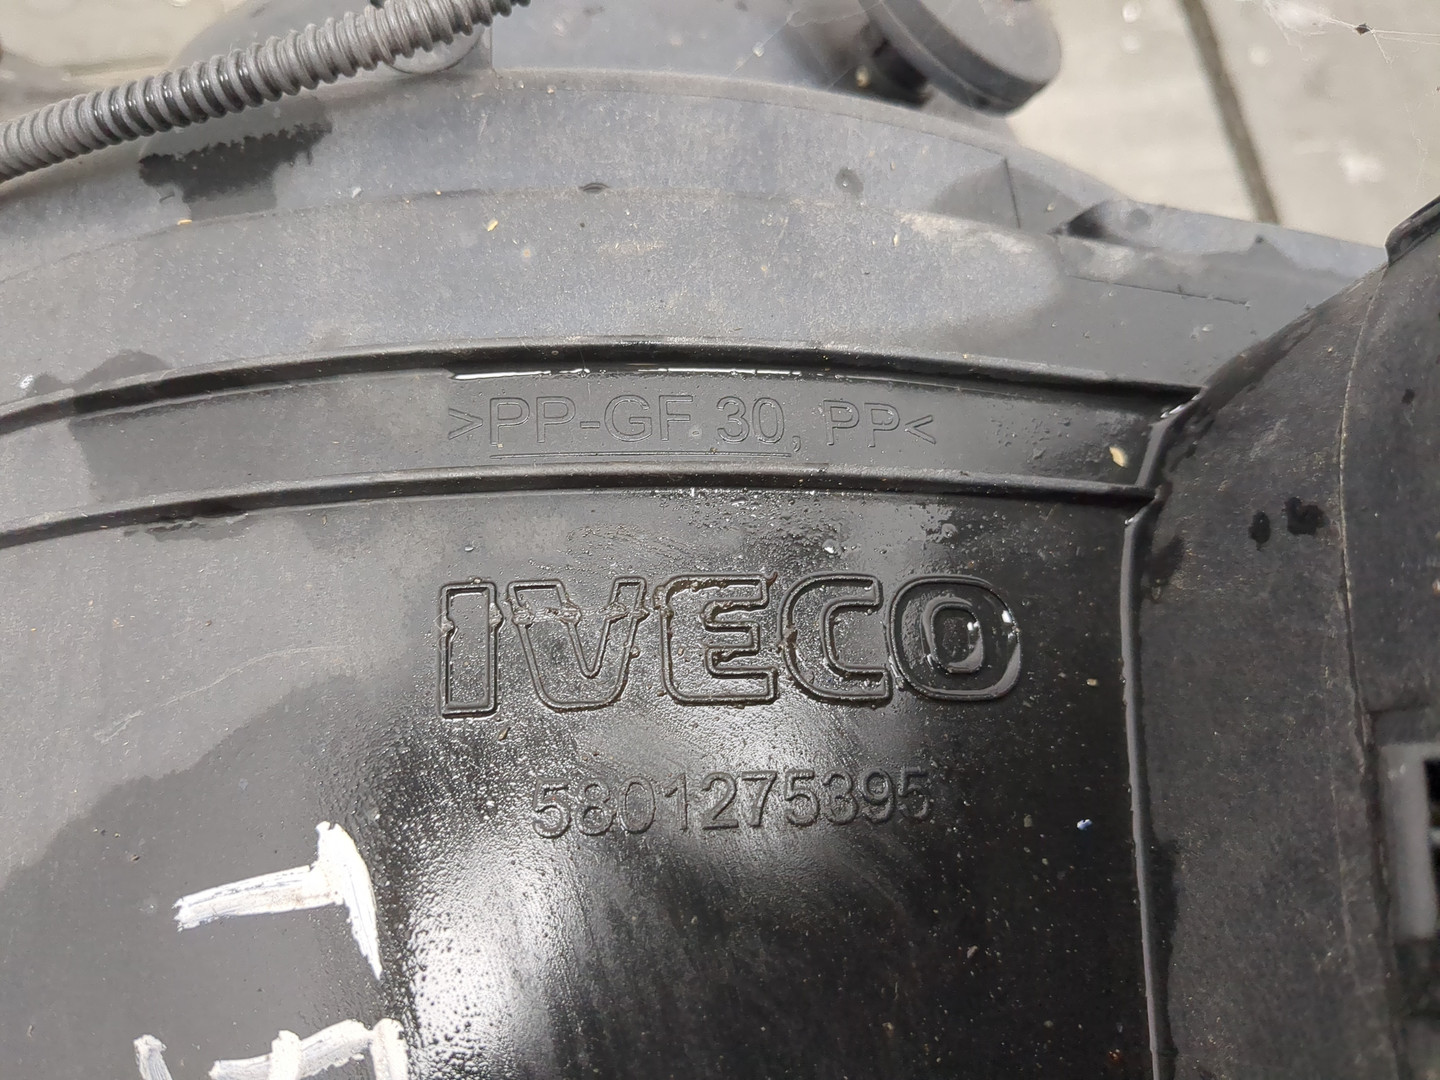 >PP-GF 30, PP<
IVECO
5801275395